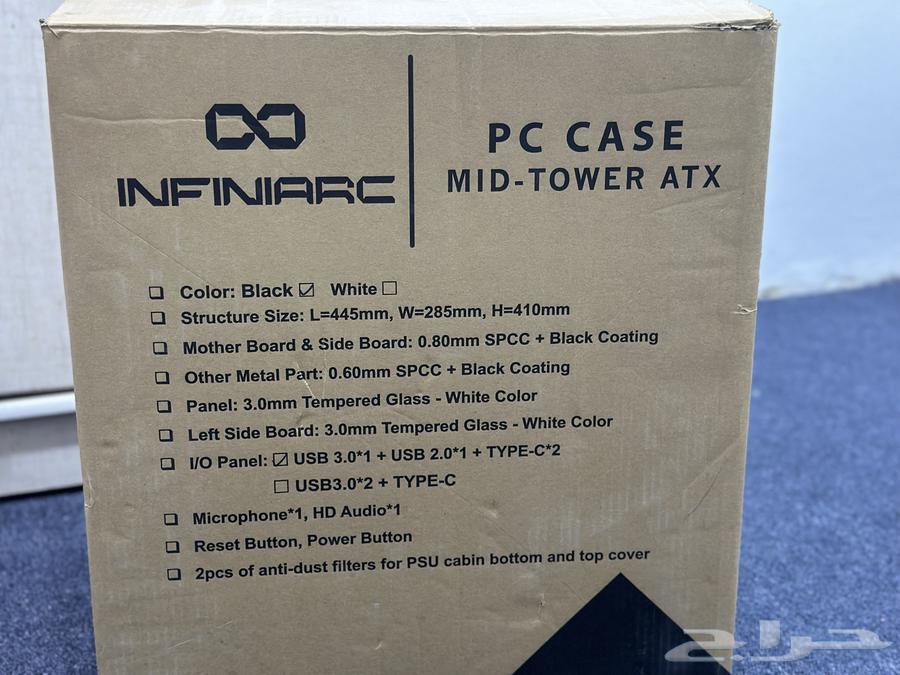 INFINIARC
PC CASE
MID-TOWER ATX
Color: Black ☑ White ☐
Structure Size: L=445mm, W=285mm, H=410mm
Mother Board & Side Board: 0.80mm SPCC + Black Coating
Other Metal Part: 0.60mm SPCC + Black Coating
Panel: 3.0mm Tempered Glass - White Color
Left Side Board: 3.0mm Tempered Glass - White Color
I/O Panel: ☑ USB 3.0*1 + USB 2.0*1 + TYPE-C*2
☐ USB3.0*2 + TYPE-C
Microphone*1, HD Audio*1
Reset Button, Power Button
2pcs of anti-dust filters for PSU cabin bottom and top cover
حراج